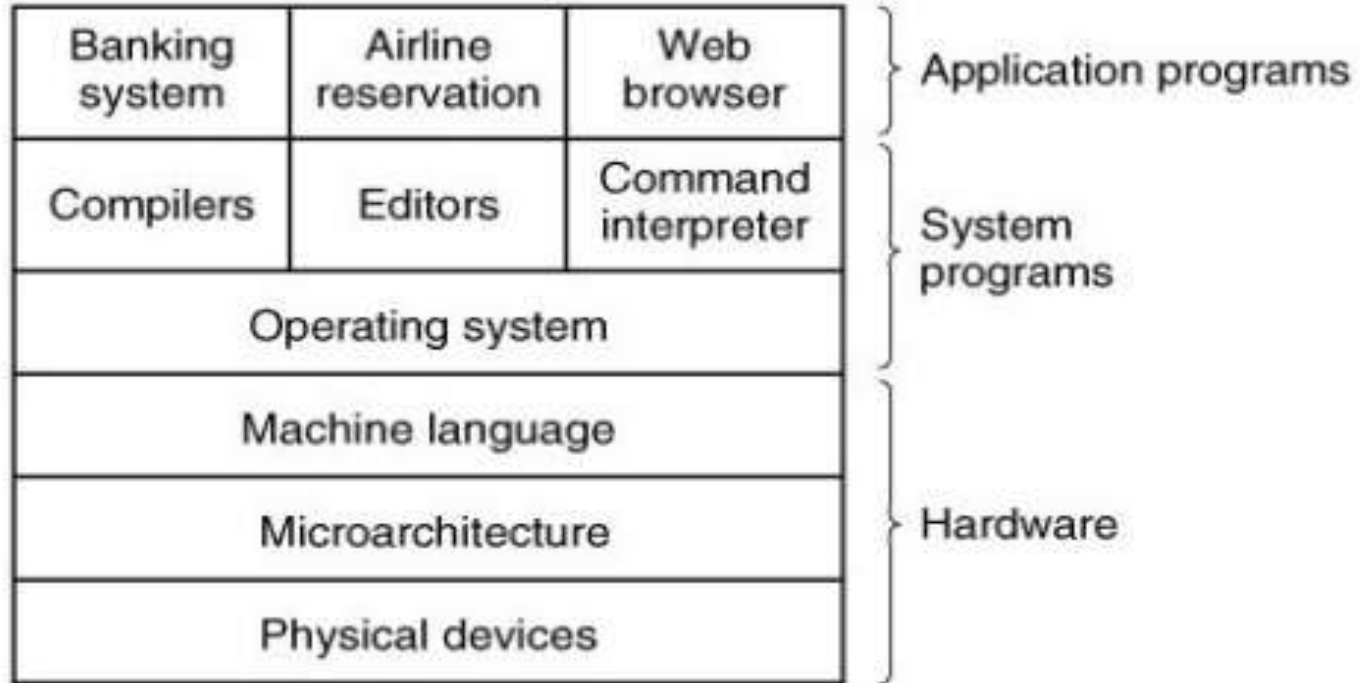 Banking
system
Airline
reservation
Web
browser
Application programs
Compilers
Editors
Command
interpreter
System
programs
Operating system
Machine language
Microarchitecture
Hardware
Physical devices